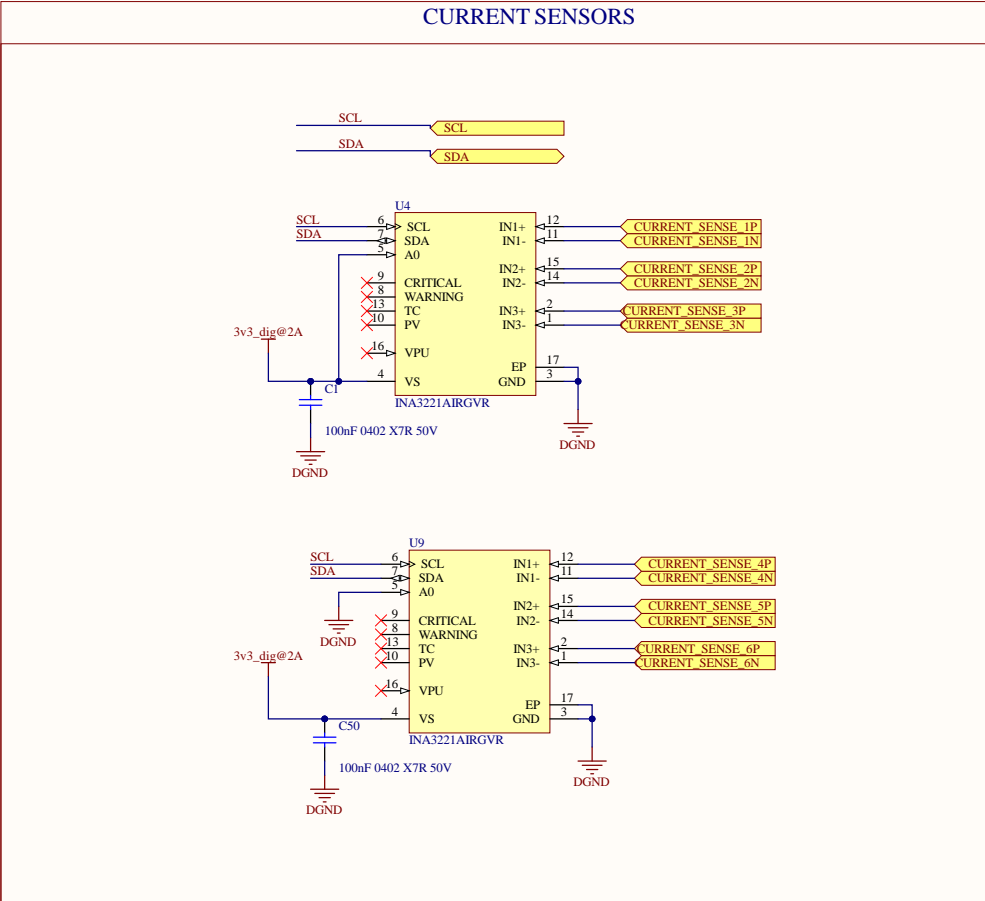 CURRENT SENSORS
SCL
SCL
SDA
SDA
U4
SCL 6 SCL IN1+ 12 CURRENT_SENSE_1P
SDA 7 SDA IN1- 11 CURRENT_SENSE_1N
5 A0
IN2+ 15 CURRENT_SENSE_2P
9 CRITICAL IN2- 14 CURRENT_SENSE_2N
8 WARNING
13 TC IN3+ 2 CURRENT_SENSE_3P
10 PV IN3- 1 CURRENT_SENSE_3N
3v3_dig@2A
16 VPU
EP 17
4 VS GND 3
C1
INA3221AIRGVR
100nF 0402 X7R 50V
DGND
DGND
U9
SCL 6 SCL IN1+ 12 CURRENT_SENSE_4P
SDA 7 SDA IN1- 11 CURRENT_SENSE_4N
5 A0
IN2+ 15 CURRENT_SENSE_5P
9 CRITICAL IN2- 14 CURRENT_SENSE_5N
8 WARNING
DGND
13 TC IN3+ 2 CURRENT_SENSE_6P
3v3_dig@2A
10 PV IN3- 1 CURRENT_SENSE_6N
16 VPU
EP 17
4 VS GND 3
C50
INA3221AIRGVR
100nF 0402 X7R 50V
DGND
DGND